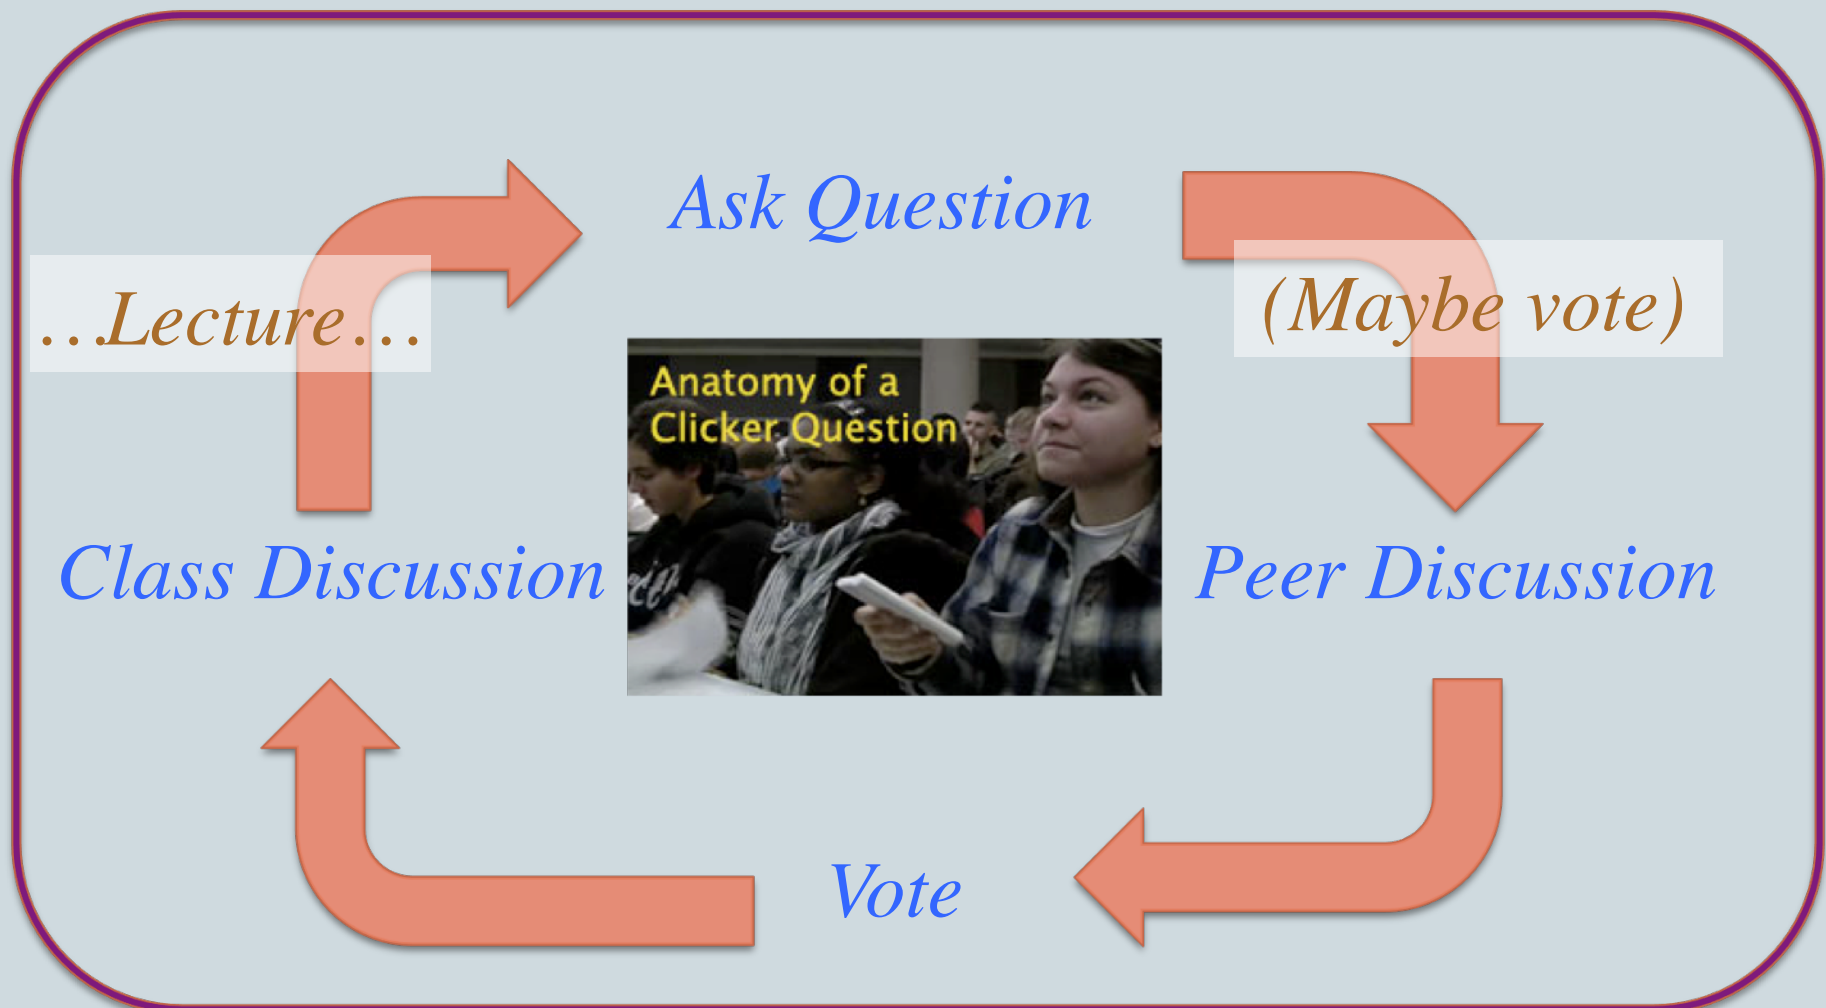 Ask Question
…Lecture…
(Maybe vote)
Anatomy of a
Clicker Question
Class Discussion
Peer Discussion
Vote